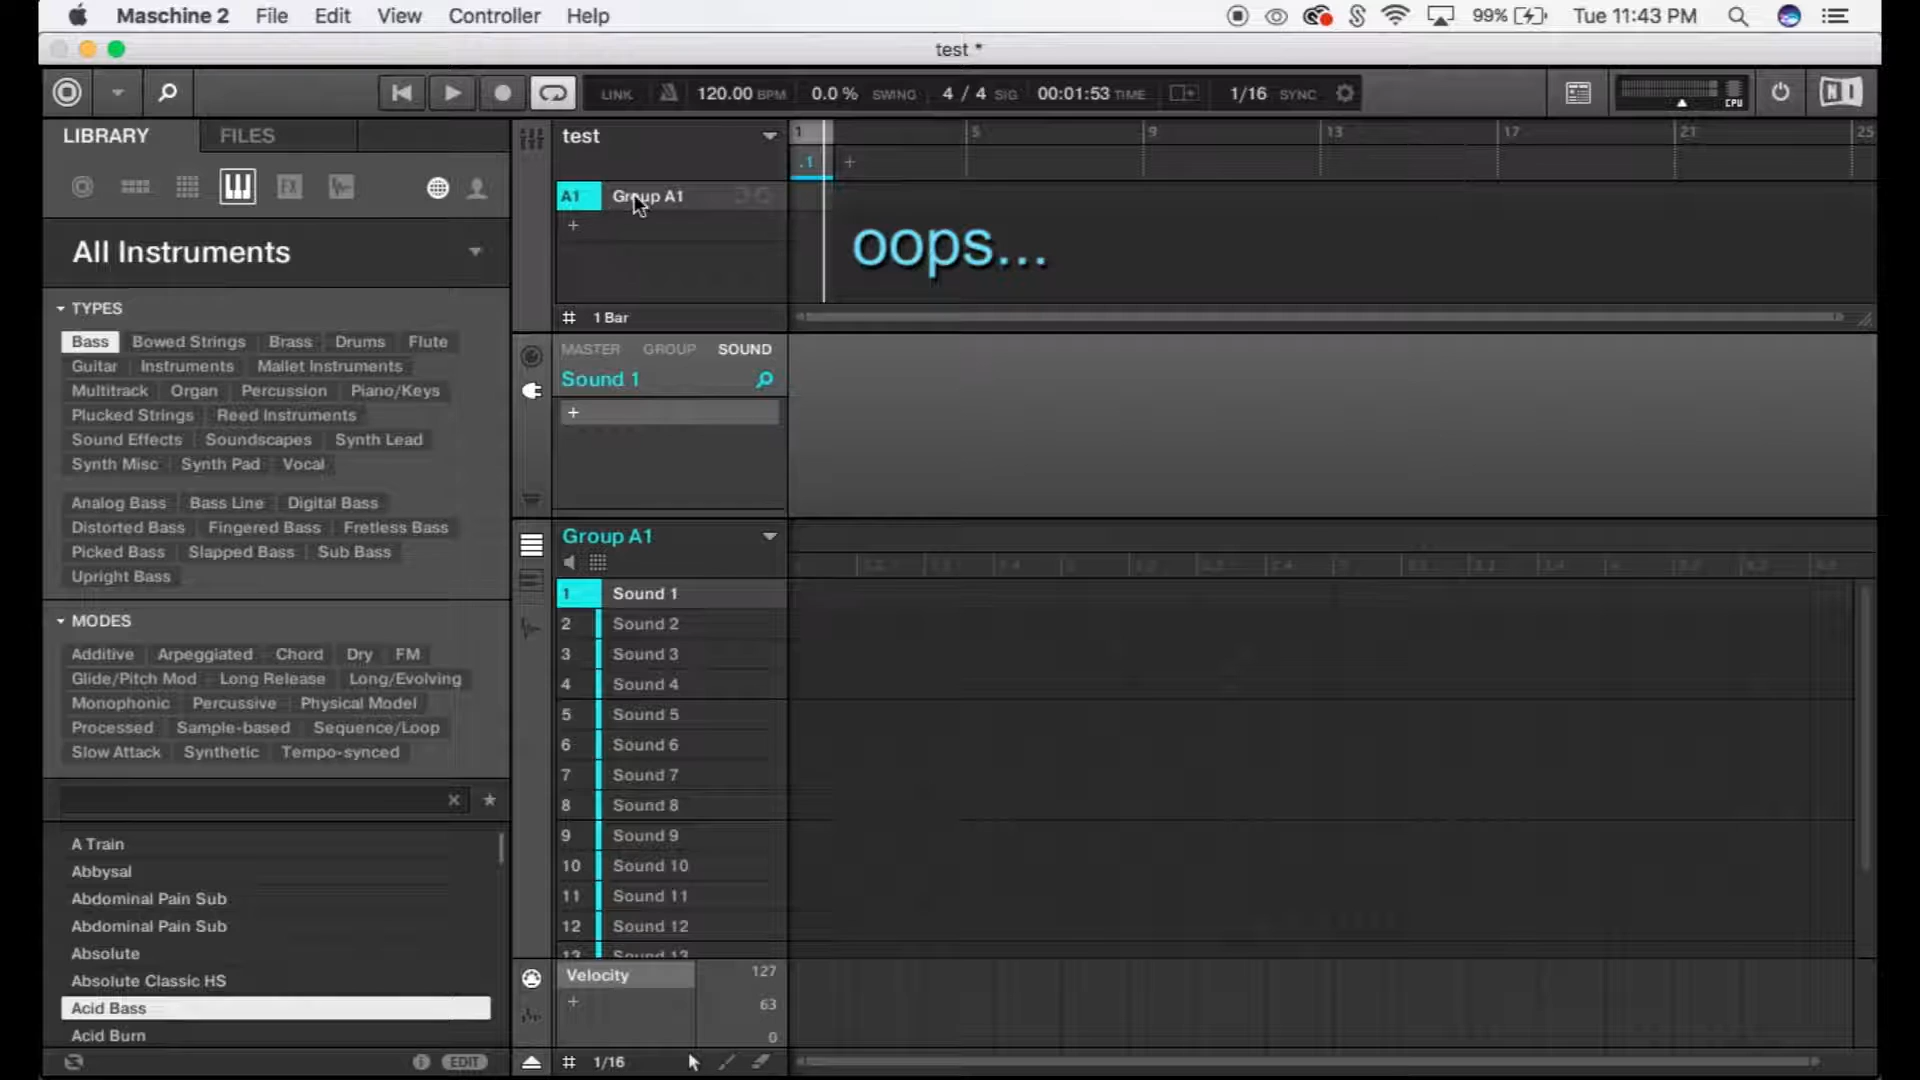 Maschine 2 File Edit View Controller Help 99% Tue 11:43 PM
test *
LINK 120.00 BPM 0.0 % SWING 4 / 4 SIG 00:01:53 TIME 1/16 SYNC CPU NI
LIBRARY FILES
test
1 5 9 13 17 21 25
.1 +
FX
A1 Group A1
+
oops...
All Instruments
1 Bar
TYPES
Bass Bowed Strings Brass Drums Flute
Guitar Instruments Mallet Instruments
Multitrack Organ Percussion Piano/Keys
Plucked Strings Reed Instruments
Sound Effects Soundscapes Synth Lead
Synth Misc Synth Pad Vocal
Analog Bass Bass Line Digital Bass
Distorted Bass Fingered Bass Fretless Bass
Picked Bass Slapped Bass Sub Bass
Upright Bass
MODES
Additive Arpeggiated Chord Dry FM
Glide/Pitch Mod Long Release Long/Evolving
Monophonic Percussive Physical Model
Processed Sample-based Sequence/Loop
Slow Attack Synthetic Tempo-synced
A Train
Abbysal
Abdominal Pain Sub
Abdominal Pain Sub
Absolute
Absolute Classic HS
Acid Bass
Acid Burn
EDIT
MASTER GROUP SOUND
Sound 1
+
Group A1
1 Sound 1
2 Sound 2
3 Sound 3
4 Sound 4
5 Sound 5
6 Sound 6
7 Sound 7
8 Sound 8
9 Sound 9
10 Sound 10
11 Sound 11
12 Sound 12
13 Sound 13
Velocity 127
+ 63
0
1/16